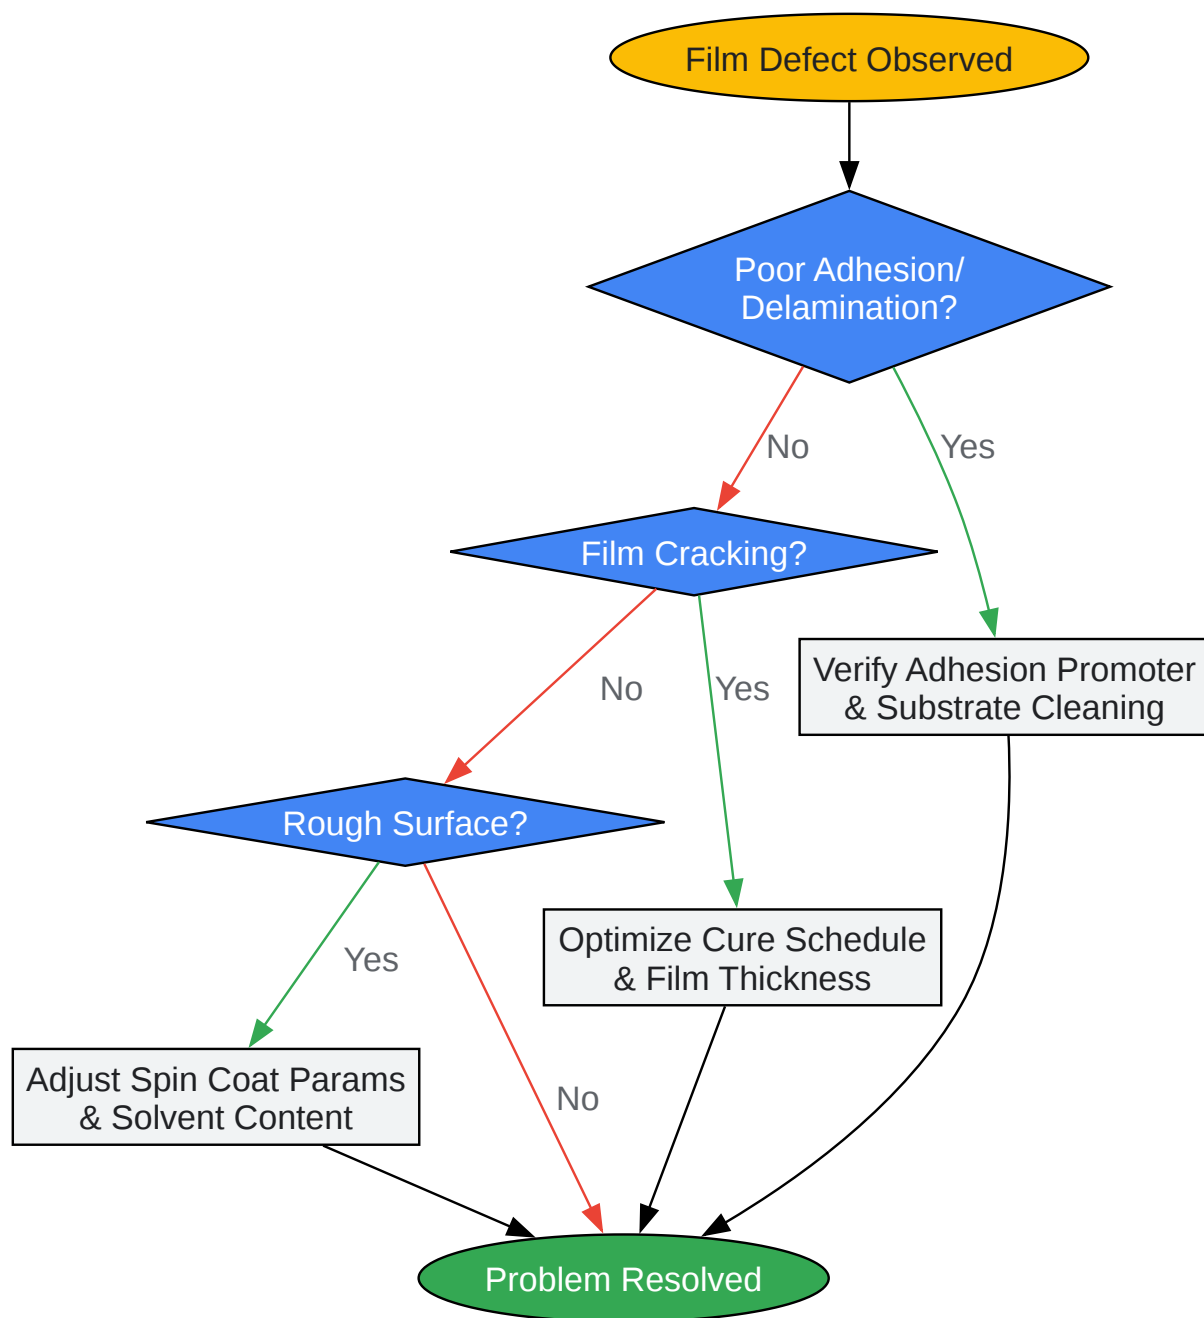 Film Defect Observed
Poor Adhesion/
Delamination?
No
Yes
Film Cracking?
Verify Adhesion Promoter
& Substrate Cleaning
No
Yes
Rough Surface?
Optimize Cure Schedule
& Film Thickness
Yes
Adjust Spin Coat Params
& Solvent Content
No
Problem Resolved